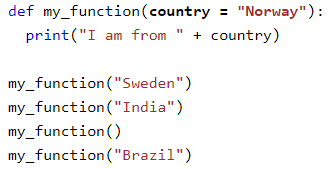 def my_function(country = "Norway"):
  print("I am from " + country)

my_function("Sweden")
my_function("India")
my_function()
my_function("Brazil")